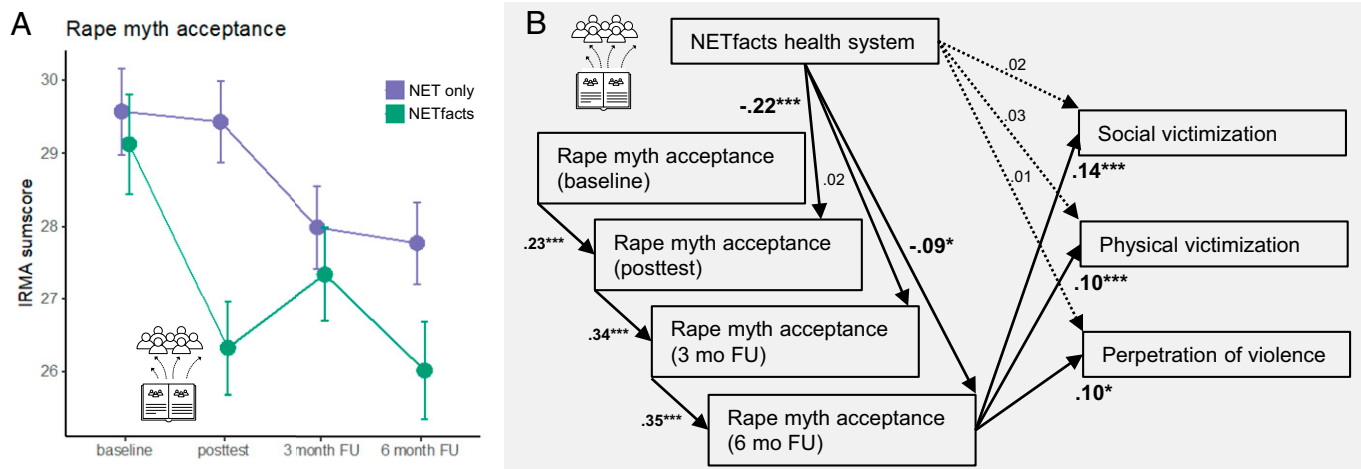 A
Rape myth acceptance
IRMA sumscore
30
29
28
27
26
NET only
NETfacts
baseline
posttest
3 month FU
6 month FU
B
NETfacts health system
-.22***
.02
-.09*
.02
.03
.01
Rape myth acceptance
(baseline)
.23***
Rape myth acceptance
(posttest)
.34***
Rape myth acceptance
(3 mo FU)
.35***
Rape myth acceptance
(6 mo FU)
Social victimization
.14***
Physical victimization
.10***
Perpetration of violence
.10*